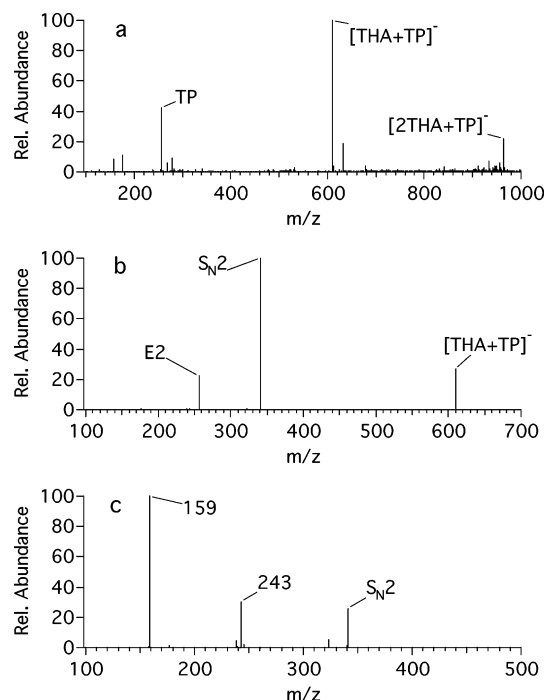 a
100
80
60
40
20
0
Rel. Abundance
TP
[THA+TP]-
[2THA+TP]-
200 400 600 800 1000
m/z
b
100
80
60
40
20
0
Rel. Abundance
SN2
E2
[THA+TP]-
100 200 300 400 500 600 700
m/z
c
100
80
60
40
20
0
Rel. Abundance
159
243
SN2
100 200 300 400 500
m/z